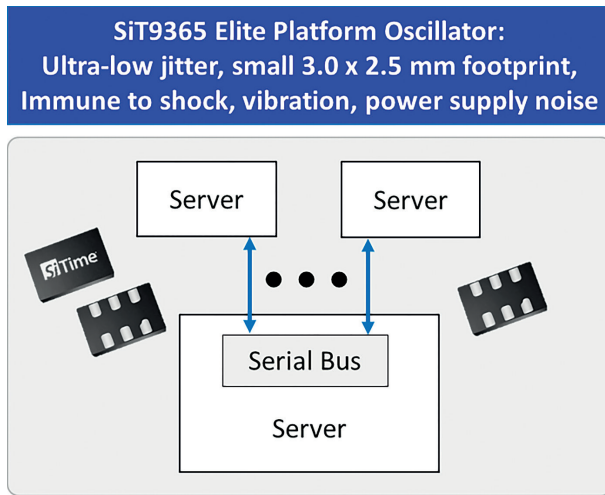 SiT9365 Elite Platform Oscillator:
Ultra-low jitter, small 3.0 x 2.5 mm footprint,
Immune to shock, vibration, power supply noise
Server
Server
SiTime
Serial Bus
Server